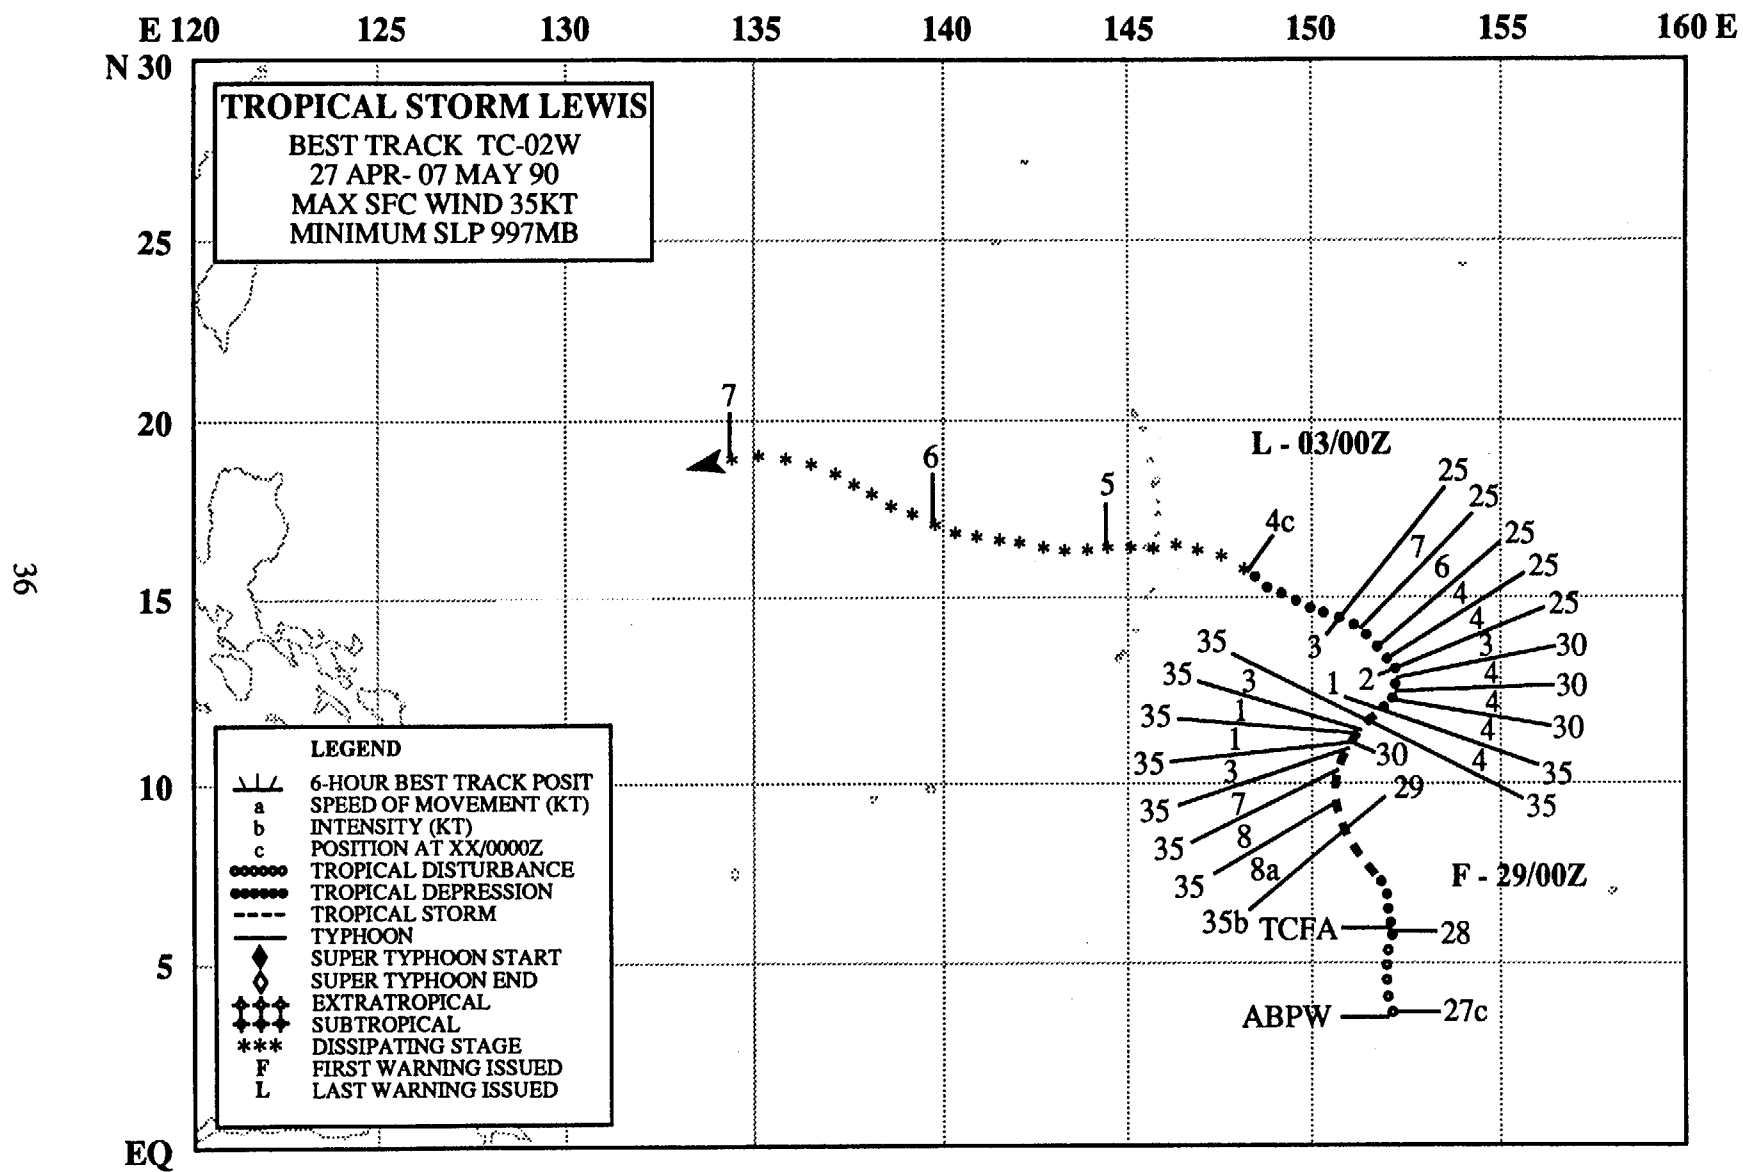 E 120 125 130 135 140 145 150 155 160 E
N 30
TROPICAL STORM LEWIS
BEST TRACK TC-02W
27 APR- 07 MAY 90
MAX SFC WIND 35KT
MINIMUM SLP 997MB
25
20
15
10
5
EQ
36
7
6
5
4c
L - 03/00Z
25
25
25
25
25
30
30
30
35
35
7
6
4
4
3
4
4
4
4
3
2
1
35
35
35
35
35
35
35
35b
3
1
1
3
7
8
8a
30
29
F - 29/00Z
TCFA
28
ABPW
27c
LEGEND
6-HOUR BEST TRACK POSIT
a SPEED OF MOVEMENT (KT)
b INTENSITY (KT)
c POSITION AT XX/0000Z
TROPICAL DISTURBANCE
TROPICAL DEPRESSION
TROPICAL STORM
TYPHOON
SUPER TYPHOON START
SUPER TYPHOON END
EXTRATROPICAL
SUBTROPICAL
*** DISSIPATING STAGE
F FIRST WARNING ISSUED
L LAST WARNING ISSUED